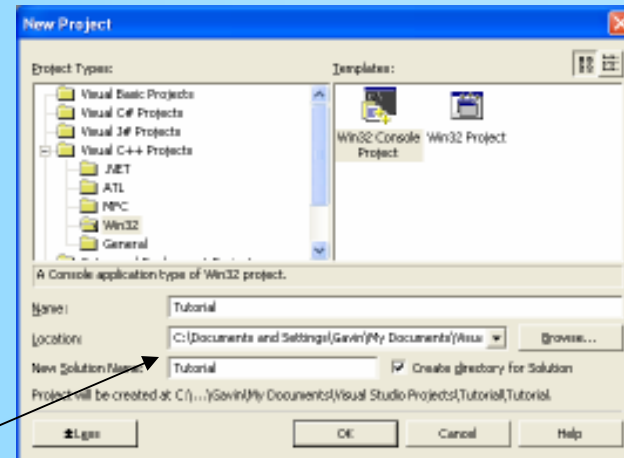 New Project
Project Types:
Templates:
Visual Basic Projects
Visual C# Projects
Visual J# Projects
Visual C++ Projects
.NET
ATL
MFC
Win32
General
Win32 Console Project
Win32 Project
A Console application type of Win32 project.
Name:
Tutorial
Location:
C:\Documents and Settings\Gavin\My Documents\Visua
Browse...
New Solution Name:
Tutorial
Create directory for Solution
Project will be created at C:\...\Gavin\My Documents\Visual Studio Projects\Tutorial\Tutorial.
Less
OK
Cancel
Help